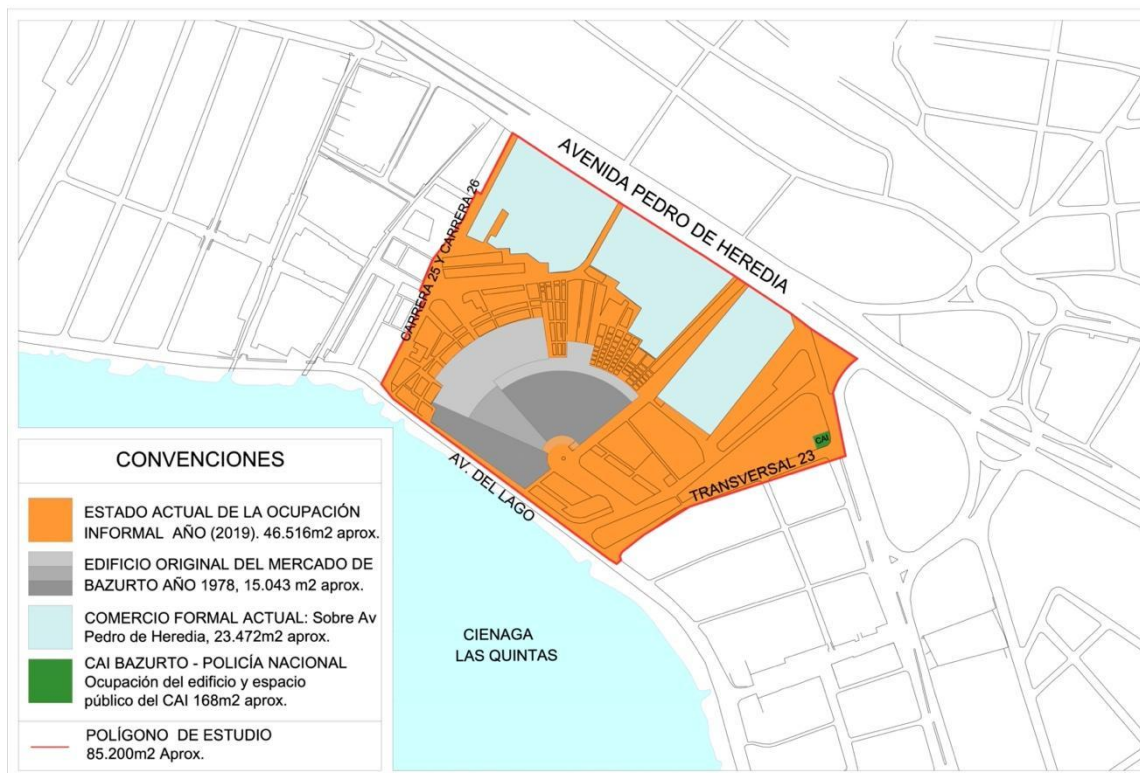 AVENIDA PEDRO DE HEREDIA
CARRERA 25 Y CARRERA 26
CAI
TRANSVERSAL 23
AV. DEL LAGO
CIENAGA
LAS QUINTAS
CONVENCIONES
ESTADO ACTUAL DE LA OCUPACIÓN
INFORMAL AÑO (2019). 46.516m2 aprox.
EDIFICIO ORIGINAL DEL MERCADO DE
BAZURTO AÑO 1978, 15.043 m2 aprox.
COMERCIO FORMAL ACTUAL: Sobre Av
Pedro de Heredia, 23.472m2 aprox.
CAI BAZURTO - POLICÍA NACIONAL
Ocupación del edificio y espacio
público del CAI 168m2 aprox.
POLÍGONO DE ESTUDIO
85.200m2 Aprox.